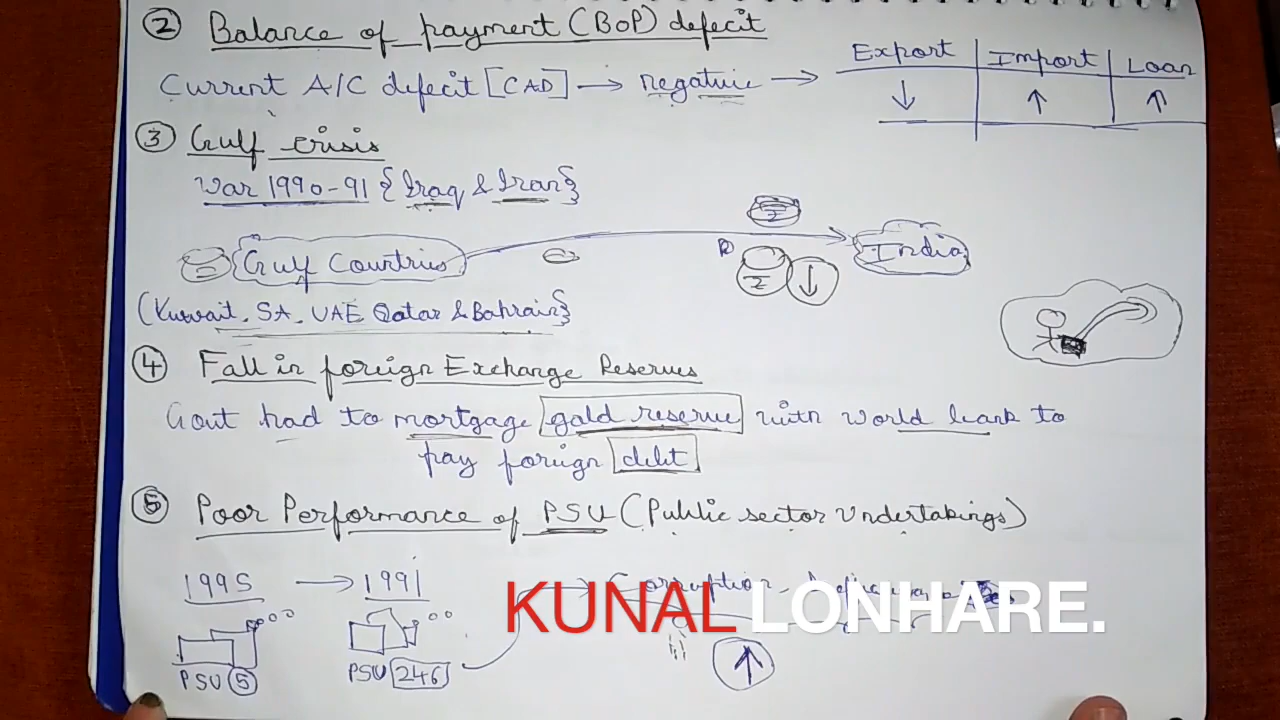 ② Balance of payment (BoP) deficit
Current A/C deficit [CAD] → negative →
Export Import Loan
↓ ↑ ↑
③ Gulf crisis
War 1990-91 {Iraq & Iran}
Gulf Countries → India
(Kuwait, SA, UAE Qatar & Bahrain}
④ Fall in foreign Exchange Reserves
Govt had to mortgage gold reserve with world bank to
pay foreign debt
⑤ Poor Performance of PSU (Public sector Undertakings)
1995 → 1991 → Corruption
KUNAL LONHARE.
PSU ⑤ PSU 246 ↑